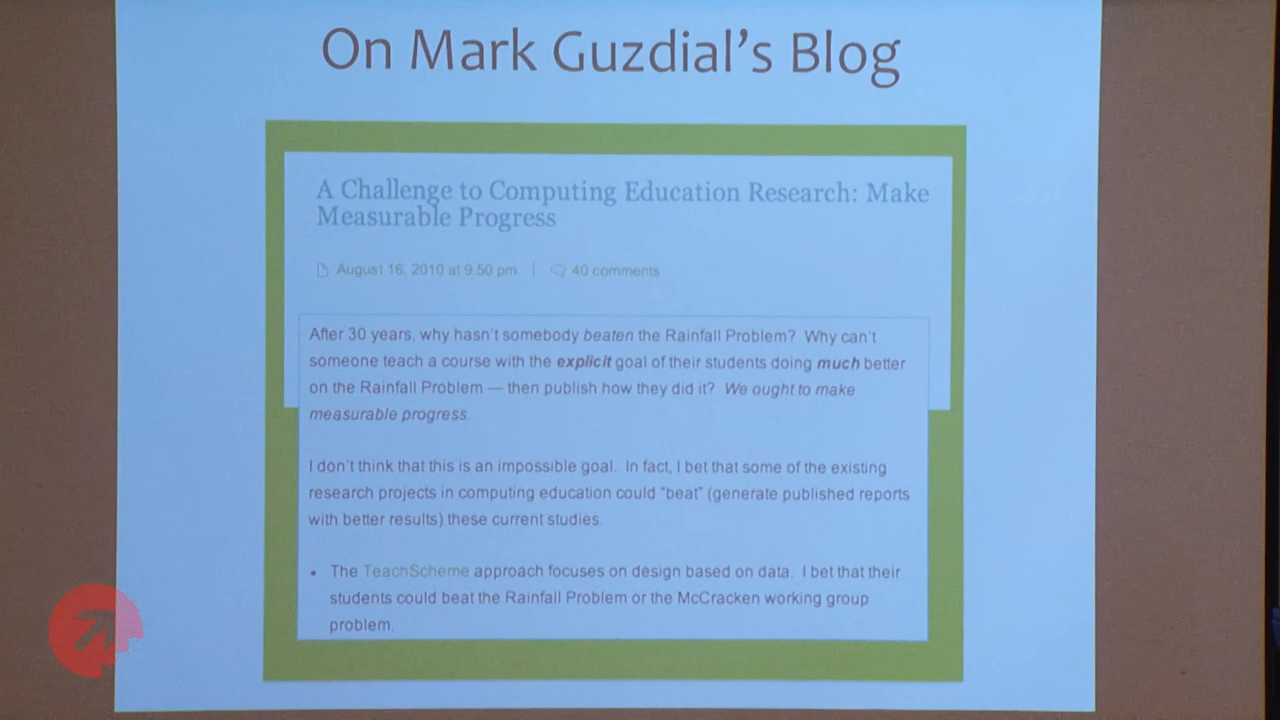 On Mark Guzdial's Blog
A Challenge to Computing Education Research: Make
Measurable Progress
August 16, 2010 at 9:50 pm | 40 comments
After 30 years, why hasn't somebody beaten the Rainfall Problem? Why can't
someone teach a course with the explicit goal of their students doing much better
on the Rainfall Problem — then publish how they did it? We ought to make
measurable progress.
I don't think that this is an impossible goal. In fact, I bet that some of the existing
research projects in computing education could "beat" (generate published reports
with better results) these current studies.
• The TeachScheme approach focuses on design based on data. I bet that their
students could beat the Rainfall Problem or the McCracken working group
problem.